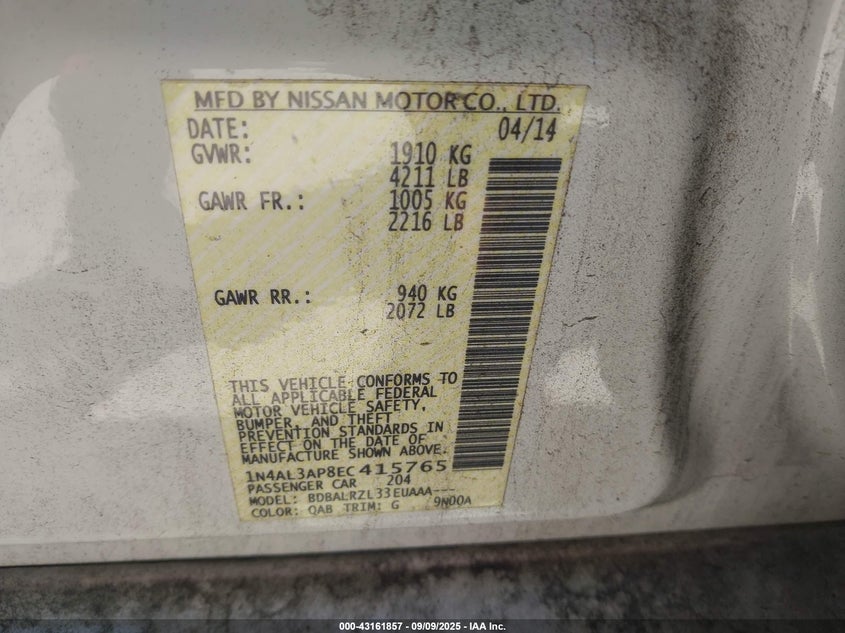 MFD BY NISSAN MOTOR CO., LTD.
DATE: 04/14
GVWR: 1910 KG
4211 LB
GAWR FR.: 1005 KG
2216 LB
GAWR RR.: 940 KG
2072 LB
THIS VEHICLE CONFORMS TO
ALL APPLICABLE FEDERAL
MOTOR VEHICLE SAFETY,
BUMPER, AND THEFT
PREVENTION STANDARDS IN
EFFECT ON THE DATE OF
MANUFACTURE SHOWN ABOVE.
1N4AL3AP8EC415765
PASSENGER CAR 204
MODEL: BDBALRZL33EUAAA---
COLOR: QAB TRIM: G 9N00A
000-43161857 - 09/09/2025 - IAA Inc.